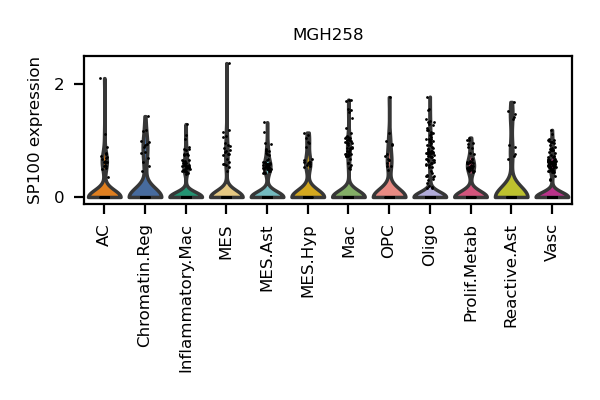 MGH258
SP100 expression
2
0
AC
Chromatin.Reg
Inflammatory.Mac
MES
MES.Ast
MES.Hyp
Mac
OPC
Oligo
Prolif.Metab
Reactive.Ast
Vasc